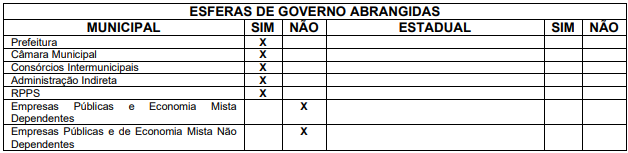 ESFERAS DE GOVERNO ABRANGIDAS
MUNICIPAL SIM NÃO ESTADUAL SIM NÃO
Prefeitura X
Câmara Municipal X
Consórcios Intermunicipais X
Administração Indireta X
RPPS X
Empresas Públicas e Economia Mista X
Dependentes
Empresas Públicas e de Economia Mista Não X
Dependentes